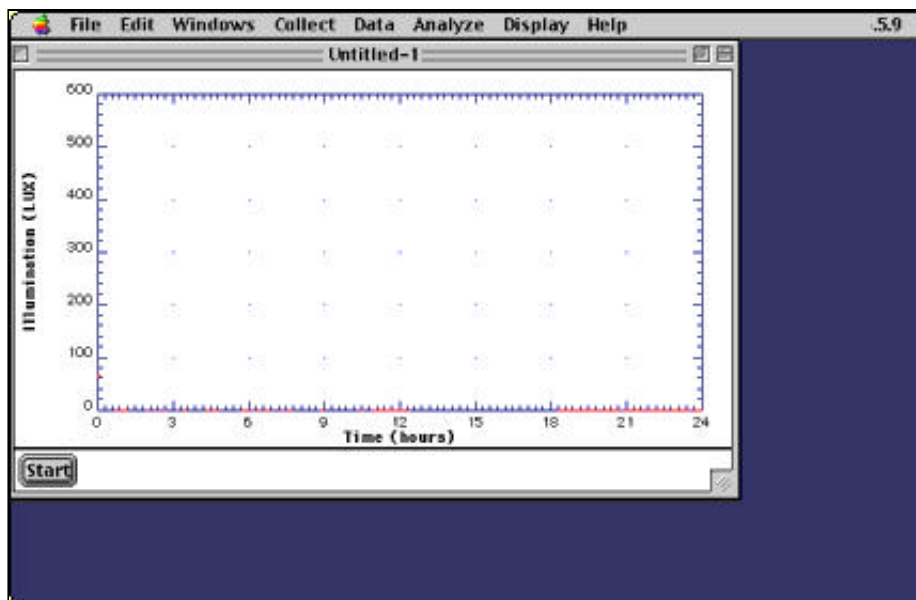 File Edit Windows Collect Data Analyze Display Help .5.9
Untitled-1
600
500
400
300
200
100
0
Illumination (LUX)
0 3 6 9 12 15 18 21 24
Time (hours)
Start